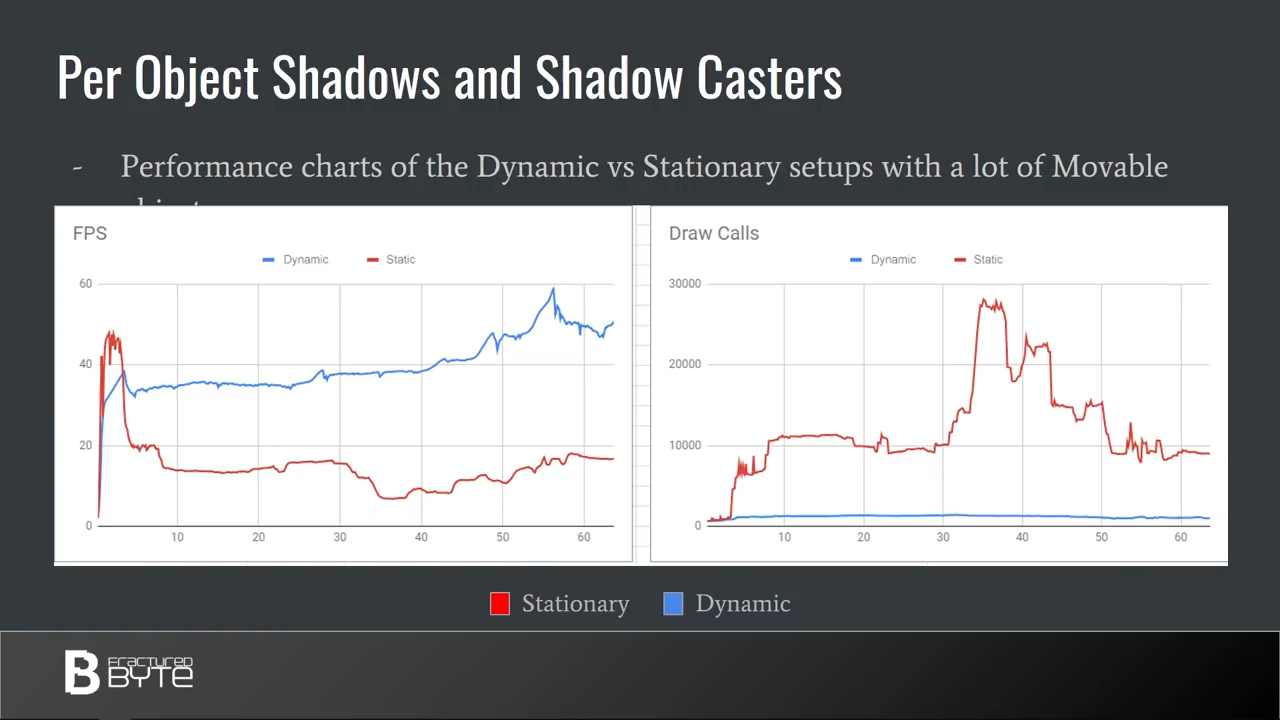 Per Object Shadows and Shadow Casters
- Performance charts of the Dynamic vs Stationary setups with a lot of Movable
FPS
Dynamic Static
60
40
20
0
10 20 30 40 50 60
Draw Calls
Dynamic Static
30000
20000
10000
0
10 20 30 40 50 60
Stationary Dynamic
B Fractured
BYTE